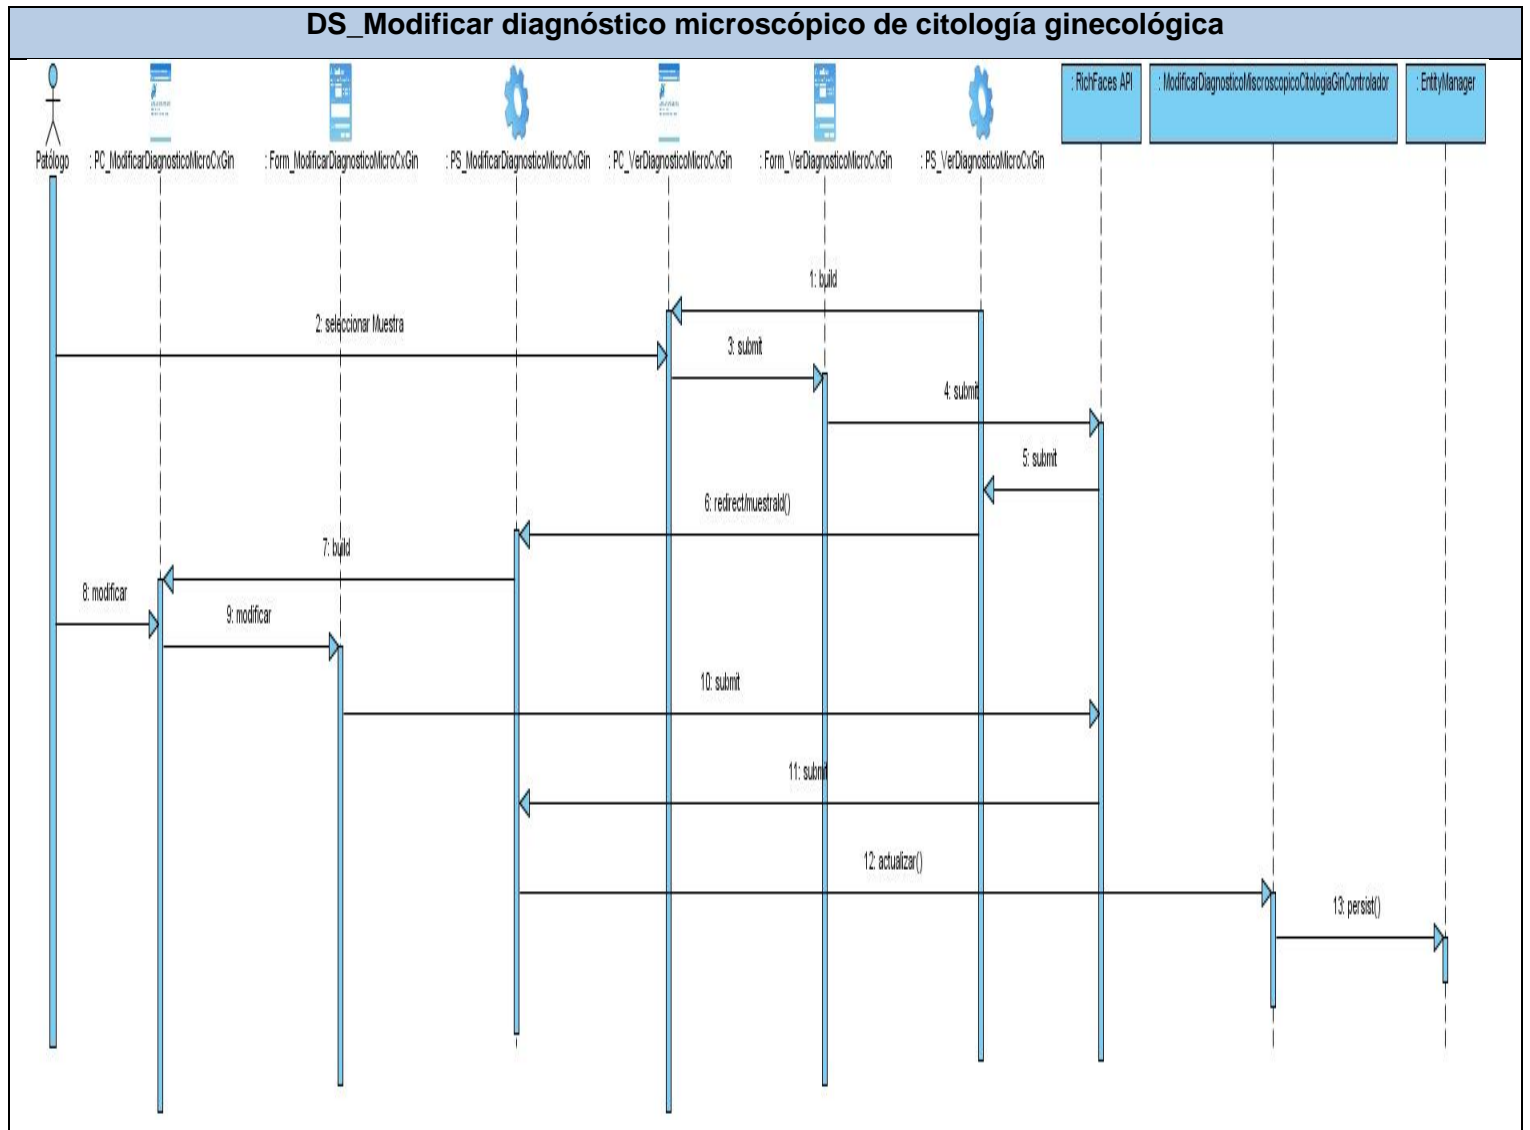 DS_Modificar diagnóstico microscópico de citología ginecológica
: RichFaces API
: ModificarDiagnosticoMiscroscopicoCitologiaGinControlador
: EntityManager
Patólogo
: PC_ModificarDiagnosticoMicroCxGin
: Form_ModificarDiagnosticoMicroCxGin
: PS_ModificarDiagnosticoMicroCxGin
: PC_VerDiagnosticoMicroCxGin
: Form_VerDiagnosticoMicroCxGin
: PS_VerDiagnosticoMicroCxGin
1: build
2: seleccionar Muestra
3: submit
4: submit
5: submit
6: redirect/muestraId()
7: build
8: modificar
9: modificar
10: submit
11: submit
12: actualizar()
13: persist()